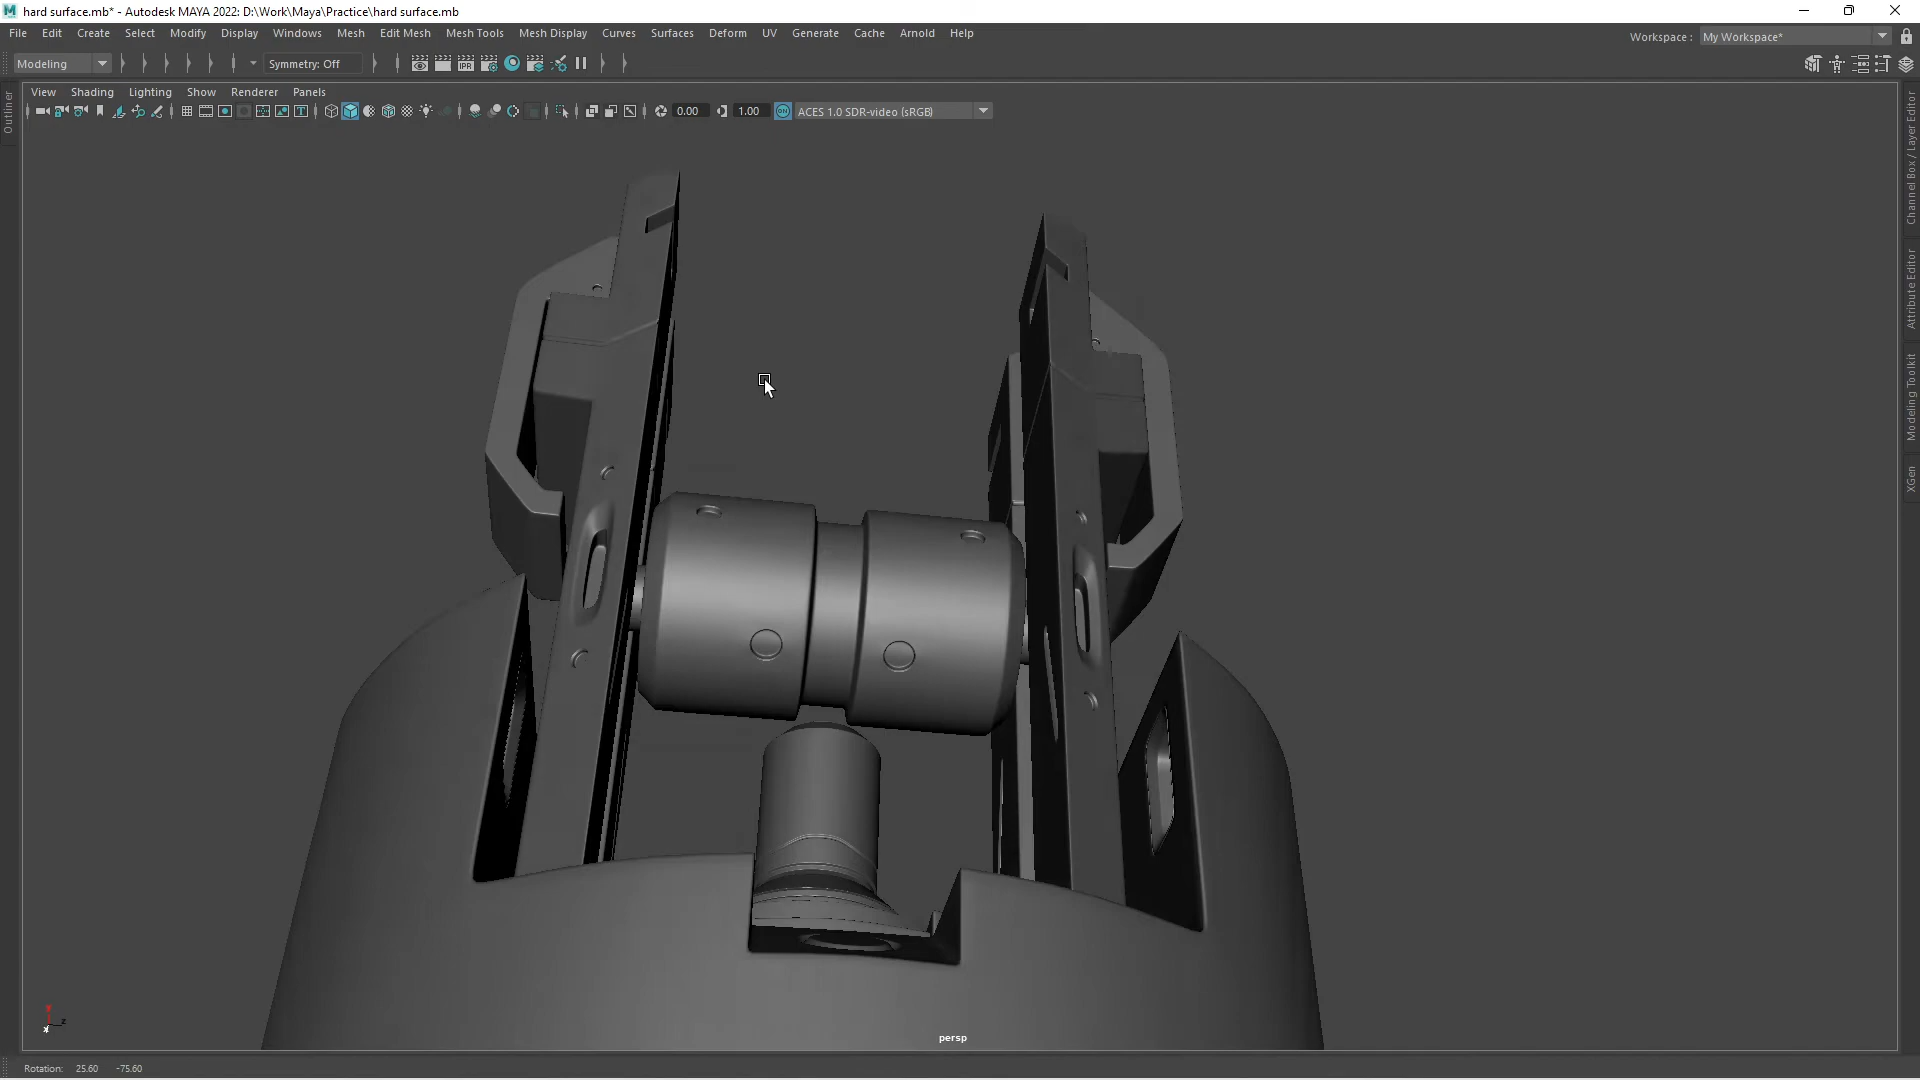 hard surface.mb* - Autodesk MAYA 2022: D:\Work\Maya\Practice\hard surface.mb
File Edit Create Select Modify Display Windows Mesh Edit Mesh Mesh Tools Mesh Display Curves Surfaces Deform UV Generate Cache Arnold Help
Workspace : My Workspace*
Modeling Symmetry: Off IPR
View Shading Lighting Show Renderer Panels
0.00 1.00 ON ACES 1.0 SDR-video (sRGB)
Outliner
Channel Box / Layer Editor
Attribute Editor
Modeling Toolkit
XGen
z
persp
Rotation: 25.60 -75.60